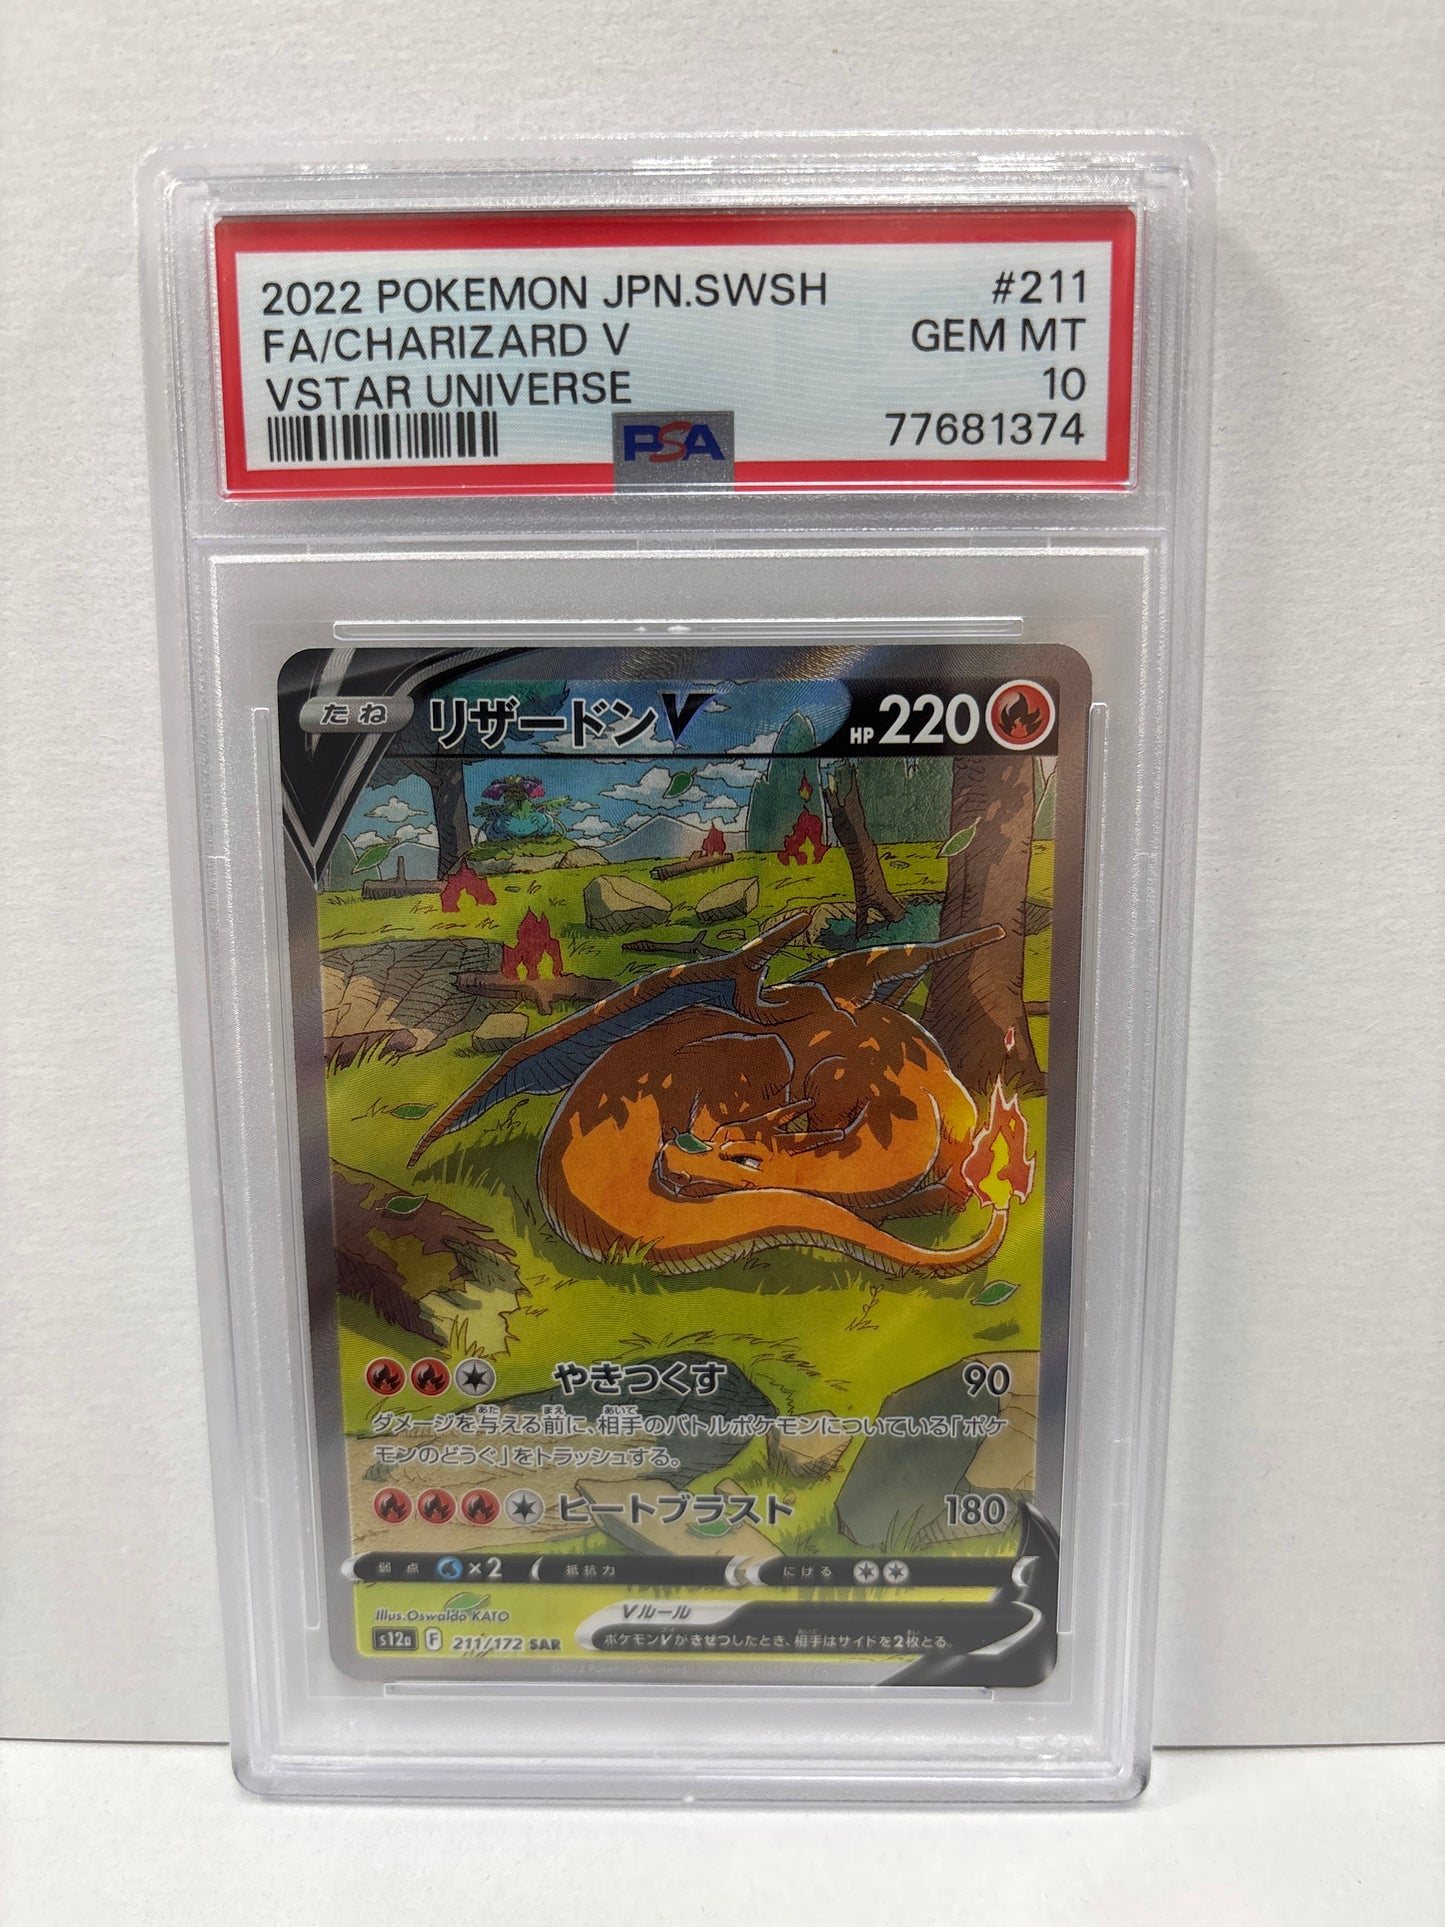 2022 POKEMON JPN.SWSH #211
FA/CHARIZARD V GEM MT
VSTAR UNIVERSE 10
PSA 77681374
たね リザードンV HP 220
やきつくす 90
ダメージを与える前に、相手のバトルポケモンについている「ポケ
モンのどうぐ」をトラッシュする。
ヒートブラスト 180
弱点 ×2 抵抗力 にげる
Illus.Oswaldo KATO Vルール
s12a F 211/172 SAR ポケモンVがきぜつしたとき、相手はサイドを2枚とる。